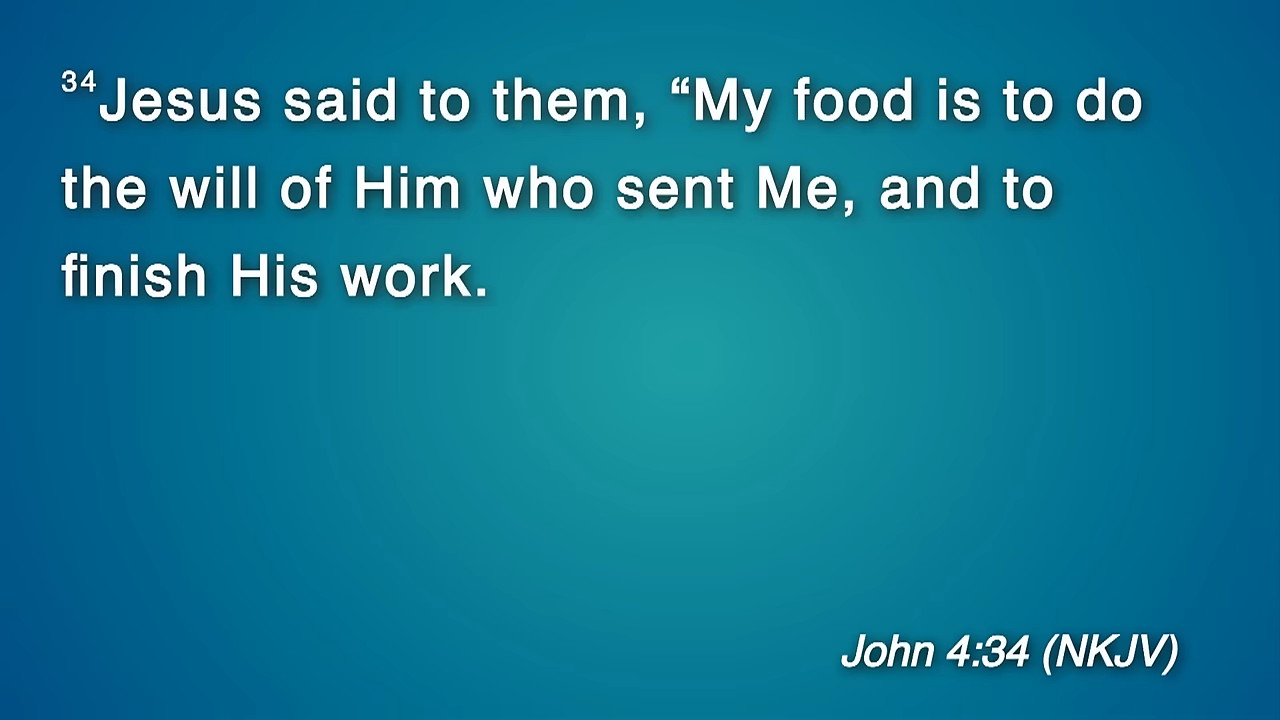 34Jesus said to them, “My food is to do
the will of Him who sent Me, and to
finish His work.
John 4:34 (NKJV)